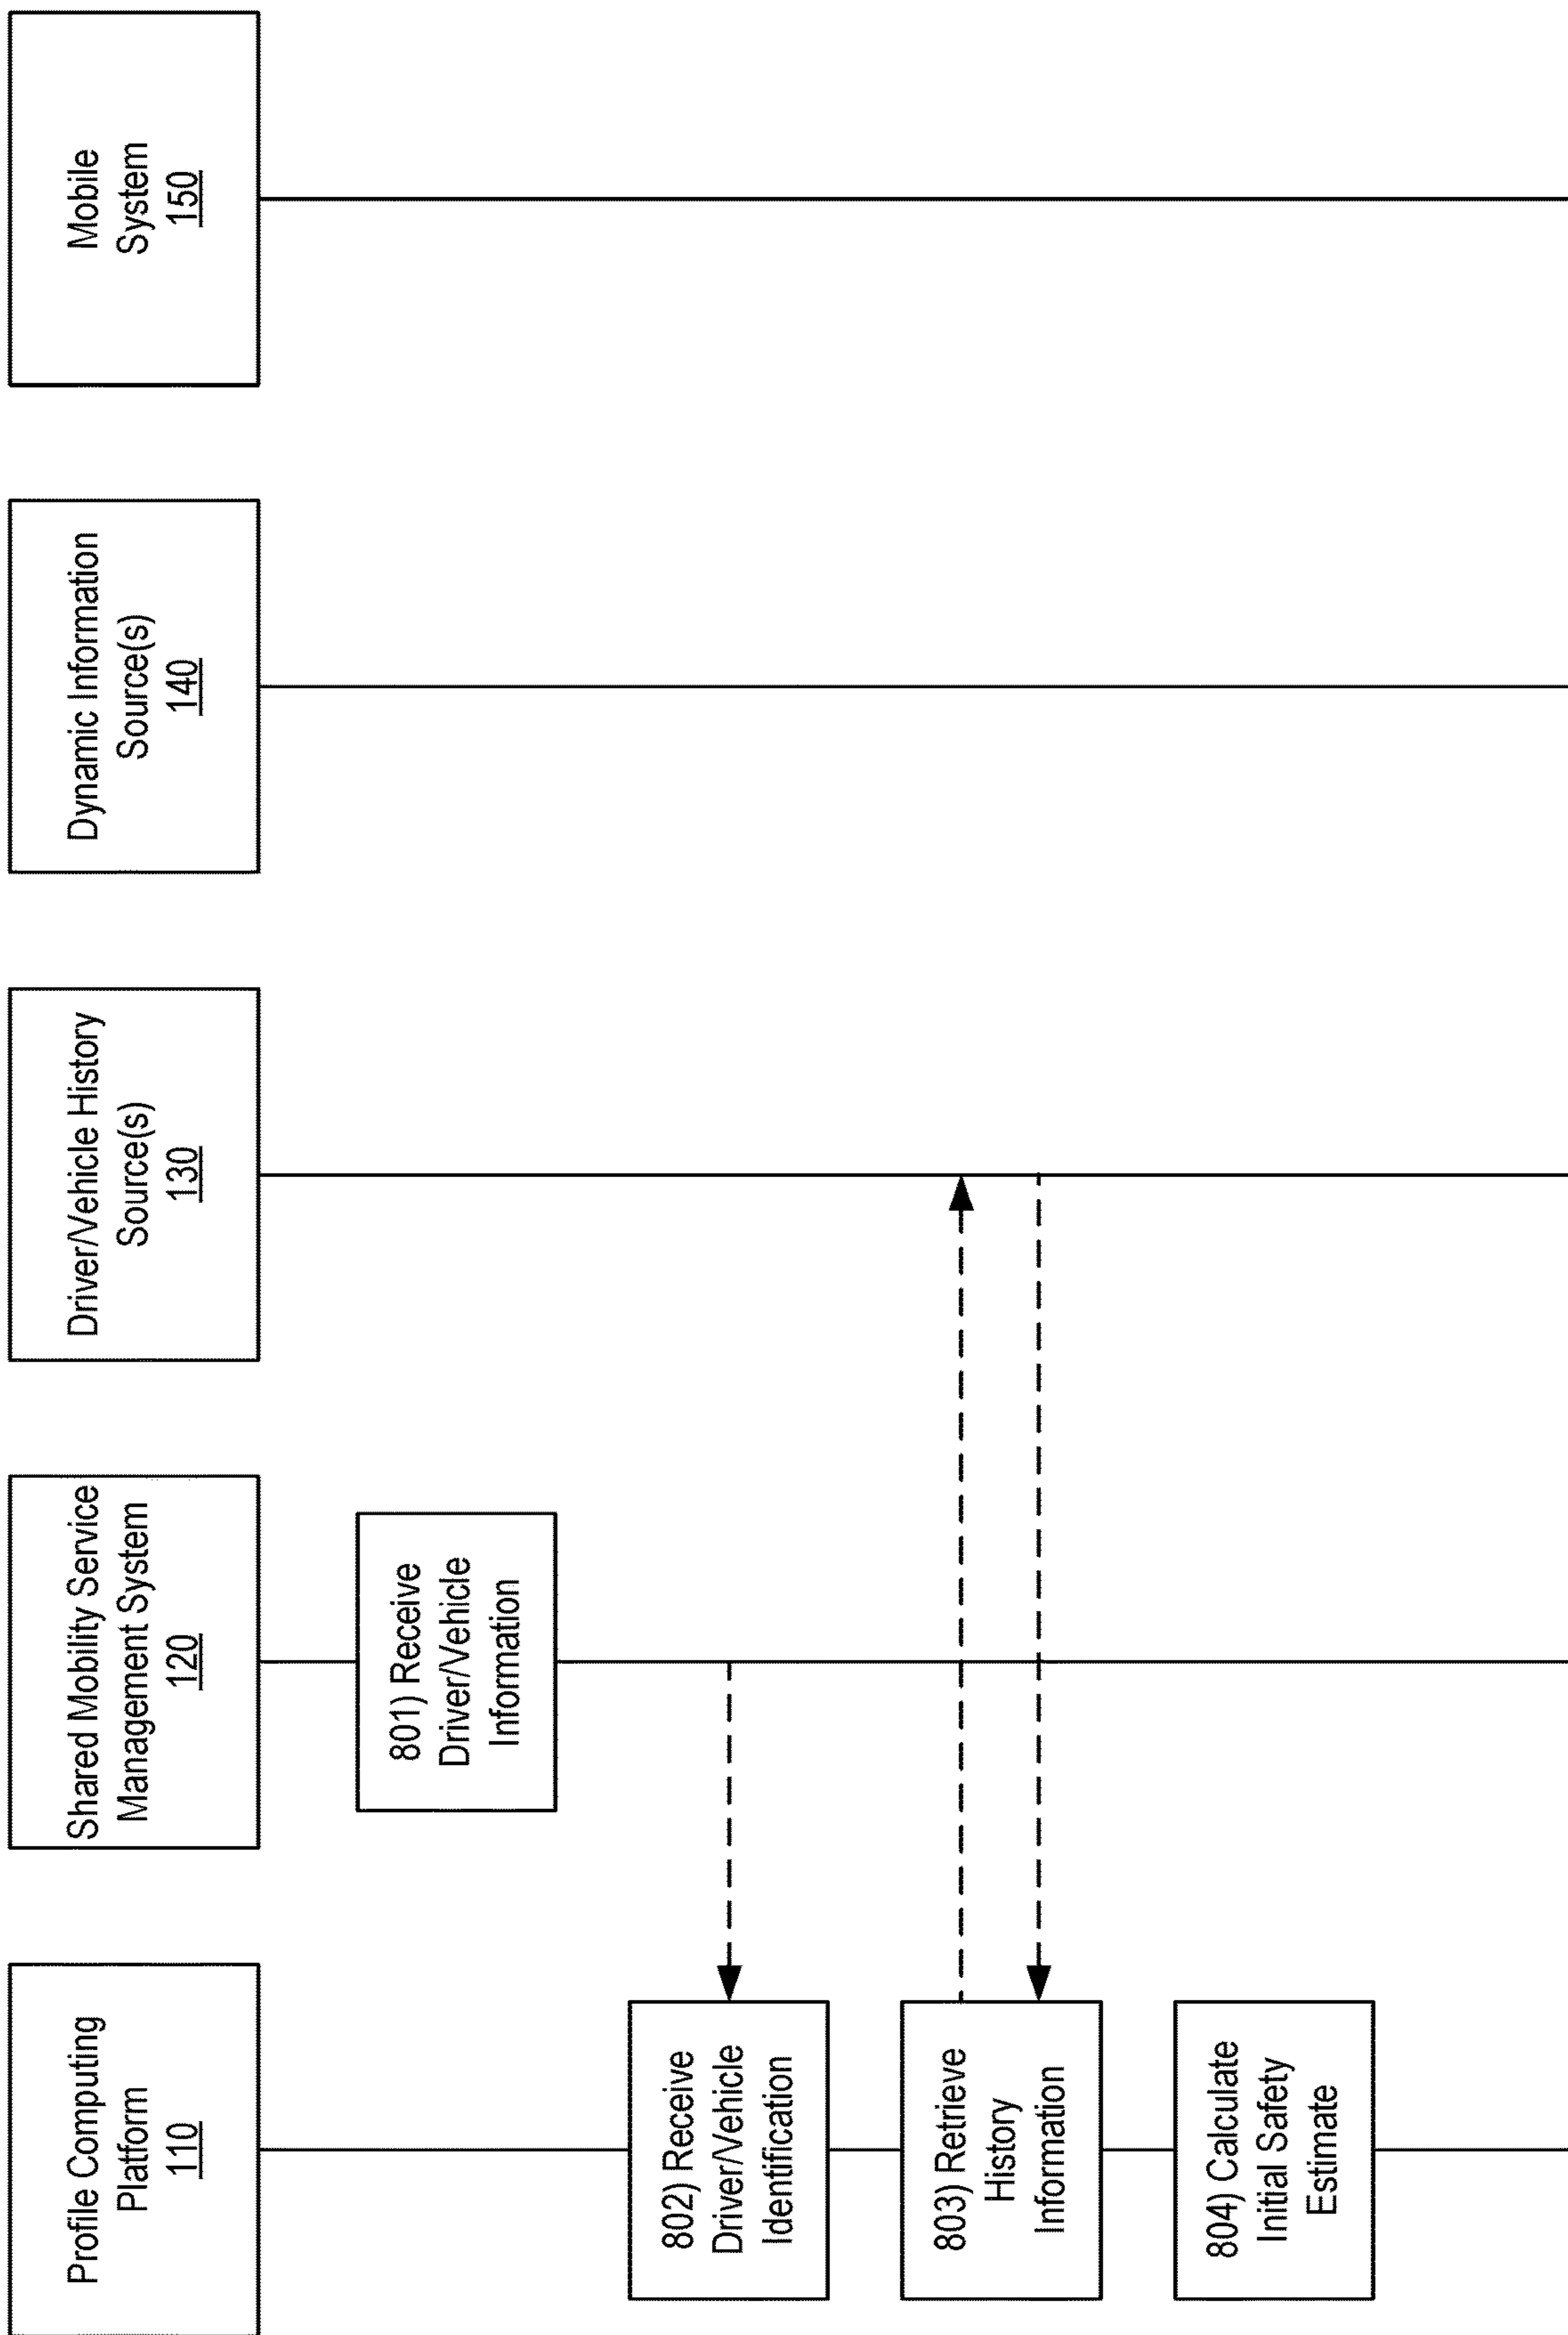 Profile Computing
Platform
110
Shared Mobility Service
Management System
120
Driver/Vehicle History
Source(s)
130
Dynamic Information
Source(s)
140
Mobile
System
150
801) Receive
Driver/Vehicle
Information
802) Receive
Driver/Vehicle
Identification
803) Retrieve
History
Information
804) Calculate
Initial Safety
Estimate